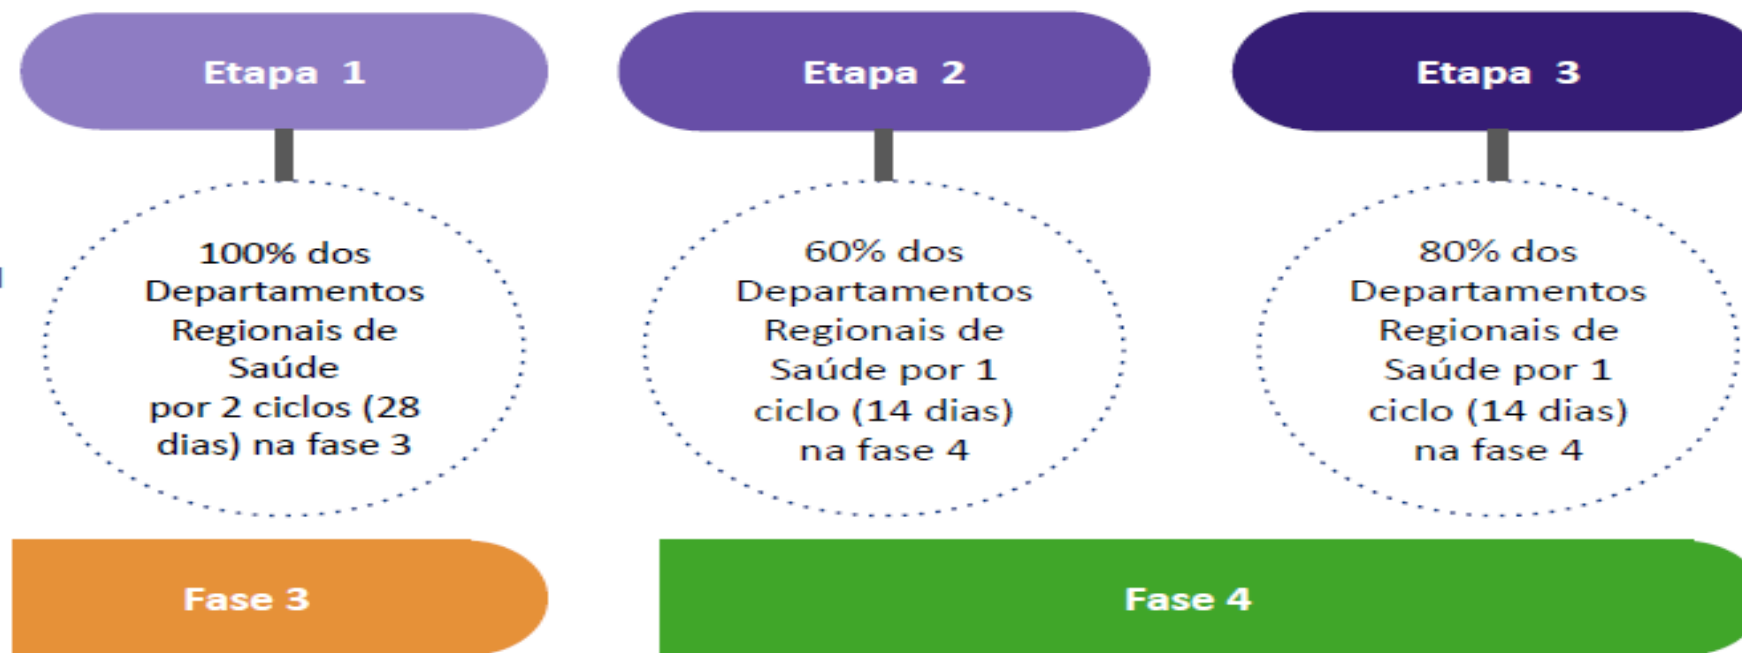 Etapa 1
100% dos
Departamentos
Regionais de
Saúde
por 2 ciclos (28
dias) na fase 3
Etapa 2
60% dos
Departamentos
Regionais de
Saúde por 1
ciclo (14 dias)
na fase 4
Etapa 3
80% dos
Departamentos
Regionais de
Saúde por 1
ciclo (14 dias)
na fase 4
Fase 3
Fase 4